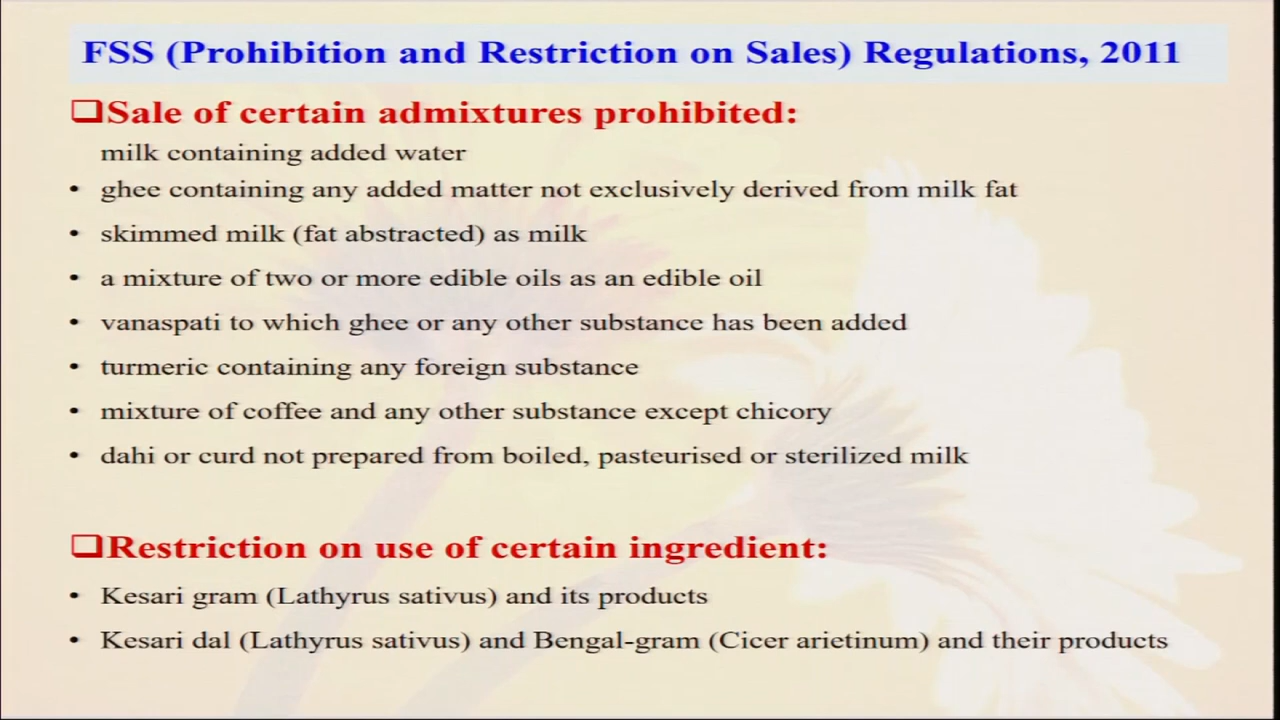 FSS (Prohibition and Restriction on Sales) Regulations, 2011
❑Sale of certain admixtures prohibited:
milk containing added water
• ghee containing any added matter not exclusively derived from milk fat
• skimmed milk (fat abstracted) as milk
• a mixture of two or more edible oils as an edible oil
• vanaspati to which ghee or any other substance has been added
• turmeric containing any foreign substance
• mixture of coffee and any other substance except chicory
• dahi or curd not prepared from boiled, pasteurised or sterilized milk
❑Restriction on use of certain ingredient:
• Kesari gram (Lathyrus sativus) and its products
• Kesari dal (Lathyrus sativus) and Bengal-gram (Cicer arietinum) and their products